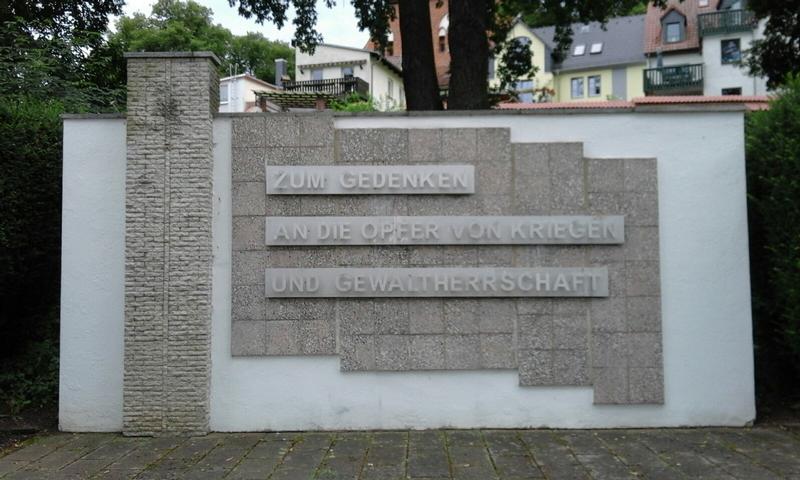 ZUM GEDENKEN
AN DIE OPFER VON KRIEGEN
UND GEWALTHERRSCHAFT